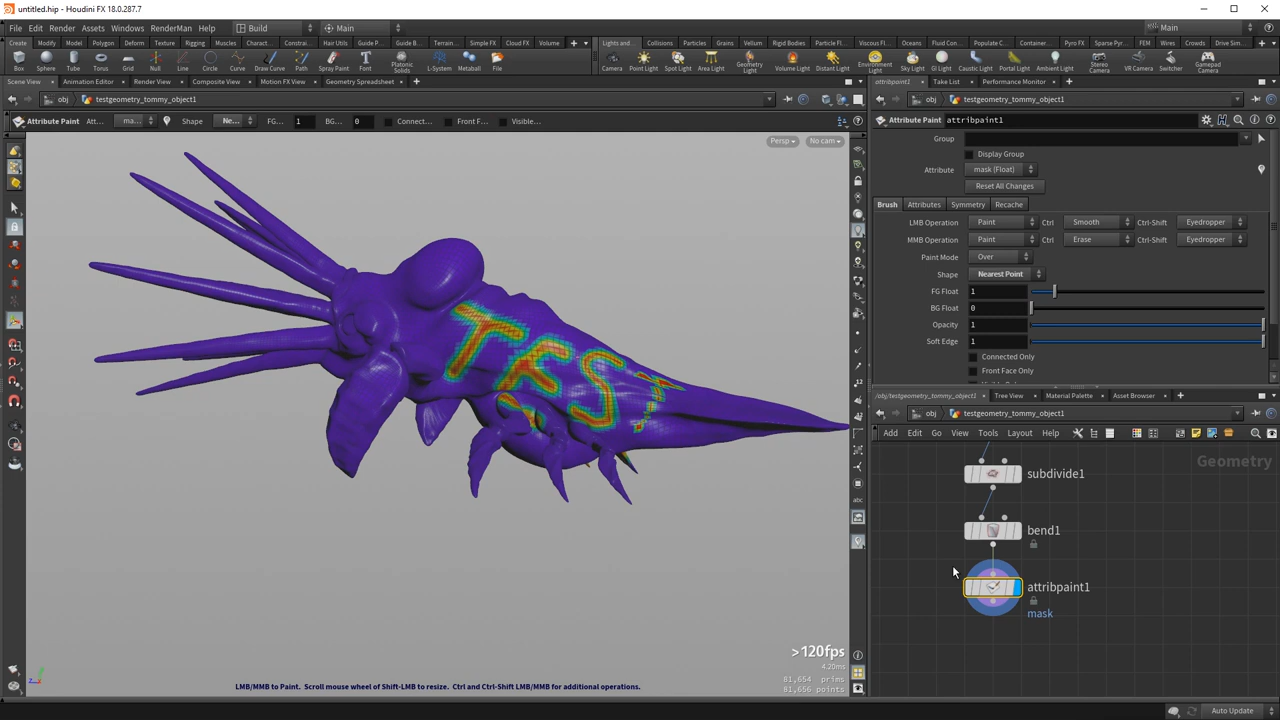 untitled.hip - Houdini FX 18.0.287.7
File Edit Render Assets Windows RenderMan Help Build Main Main
Create Modify Model Polygon Deform Texture Rigging Muscles Charact... Constrai... Hair Utils Guide P... Guide B... Terrain ... Simple FX Cloud FX Volume
Lights and ... Collisions Particles Grains Vellum Rigid Bodies Particle Fl... Viscous Fl... Oceans Fluid Con... Populate C... Container... Pyro FX Sparse Pyr... FEM Wires Crowds Drive Sim...
Box Sphere Tube Torus Grid Null Line Circle Curve Draw Curve Path Spray Paint Font Platonic Solids L-System Metaball File
Camera Point Light Spot Light Area Light Geometry Light Volume Light Distant Light Environment Light Sky Light GI Light Caustic Light Portal Light Ambient Light Stereo Camera VR Camera Switcher Gamepad Camera
Scene View Animation Editor Render View Composite View Motion FX View Geometry Spreadsheet
obj testgeometry_tommy_object1
Attribute Paint Att... ma... Shape Ne... FG... 1 BG... 0 Connect... Front F... Visible...
Persp No cam
TEST
>120fps
4.20ms
81,654 prims
81,656 points
LMB/MMB to Paint. Scroll mouse wheel of Shift-LMB to resize. Ctrl and Ctrl-Shift LMB/MMB for additional operations.
abc
attribpaint1 Take List Performance Monitor
obj testgeometry_tommy_object1
Attribute Paint attribpaint1
Group
Display Group
Attribute mask (Float)
Reset All Changes
Brush Attributes Symmetry Recache
LMB Operation Paint Ctrl Smooth Ctrl-Shift Eyedropper
MMB Operation Paint Ctrl Erase Ctrl-Shift Eyedropper
Paint Mode Over
Shape Nearest Point
FG Float 1
BG Float 0
Opacity 1
Soft Edge 1
Connected Only
Front Face Only
/obj/testgeometry_tommy_object1 Tree View Material Palette Asset Browser
obj testgeometry_tommy_object1
Add Edit Go View Tools Layout Help
Geometry
subdivide1
bend1
attribpaint1
mask
Auto Update